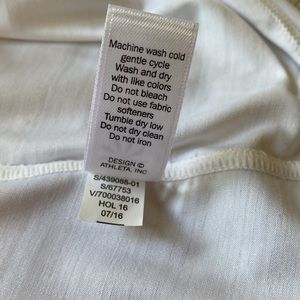 Machine wash cold
gentle cycle
Wash and dry
with like colors
Do not bleach
Do not use fabric
softeners
Tumble dry low
Do not dry clean
Do not iron
DESIGN ©
ATHLETA, INC
S/439088-01
S/67753
V/700038016
HOL 16
07/16